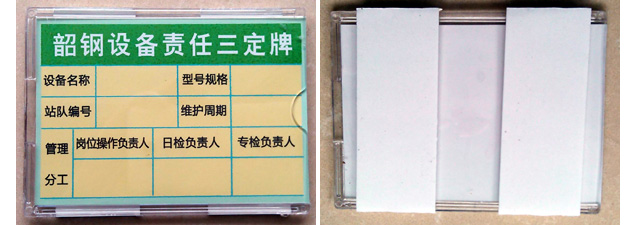 韶钢设备责任三定牌
设备名称 型号规格
站队编号 维护周期
管理 岗位操作负责人 日检负责人 专检负责人
分工